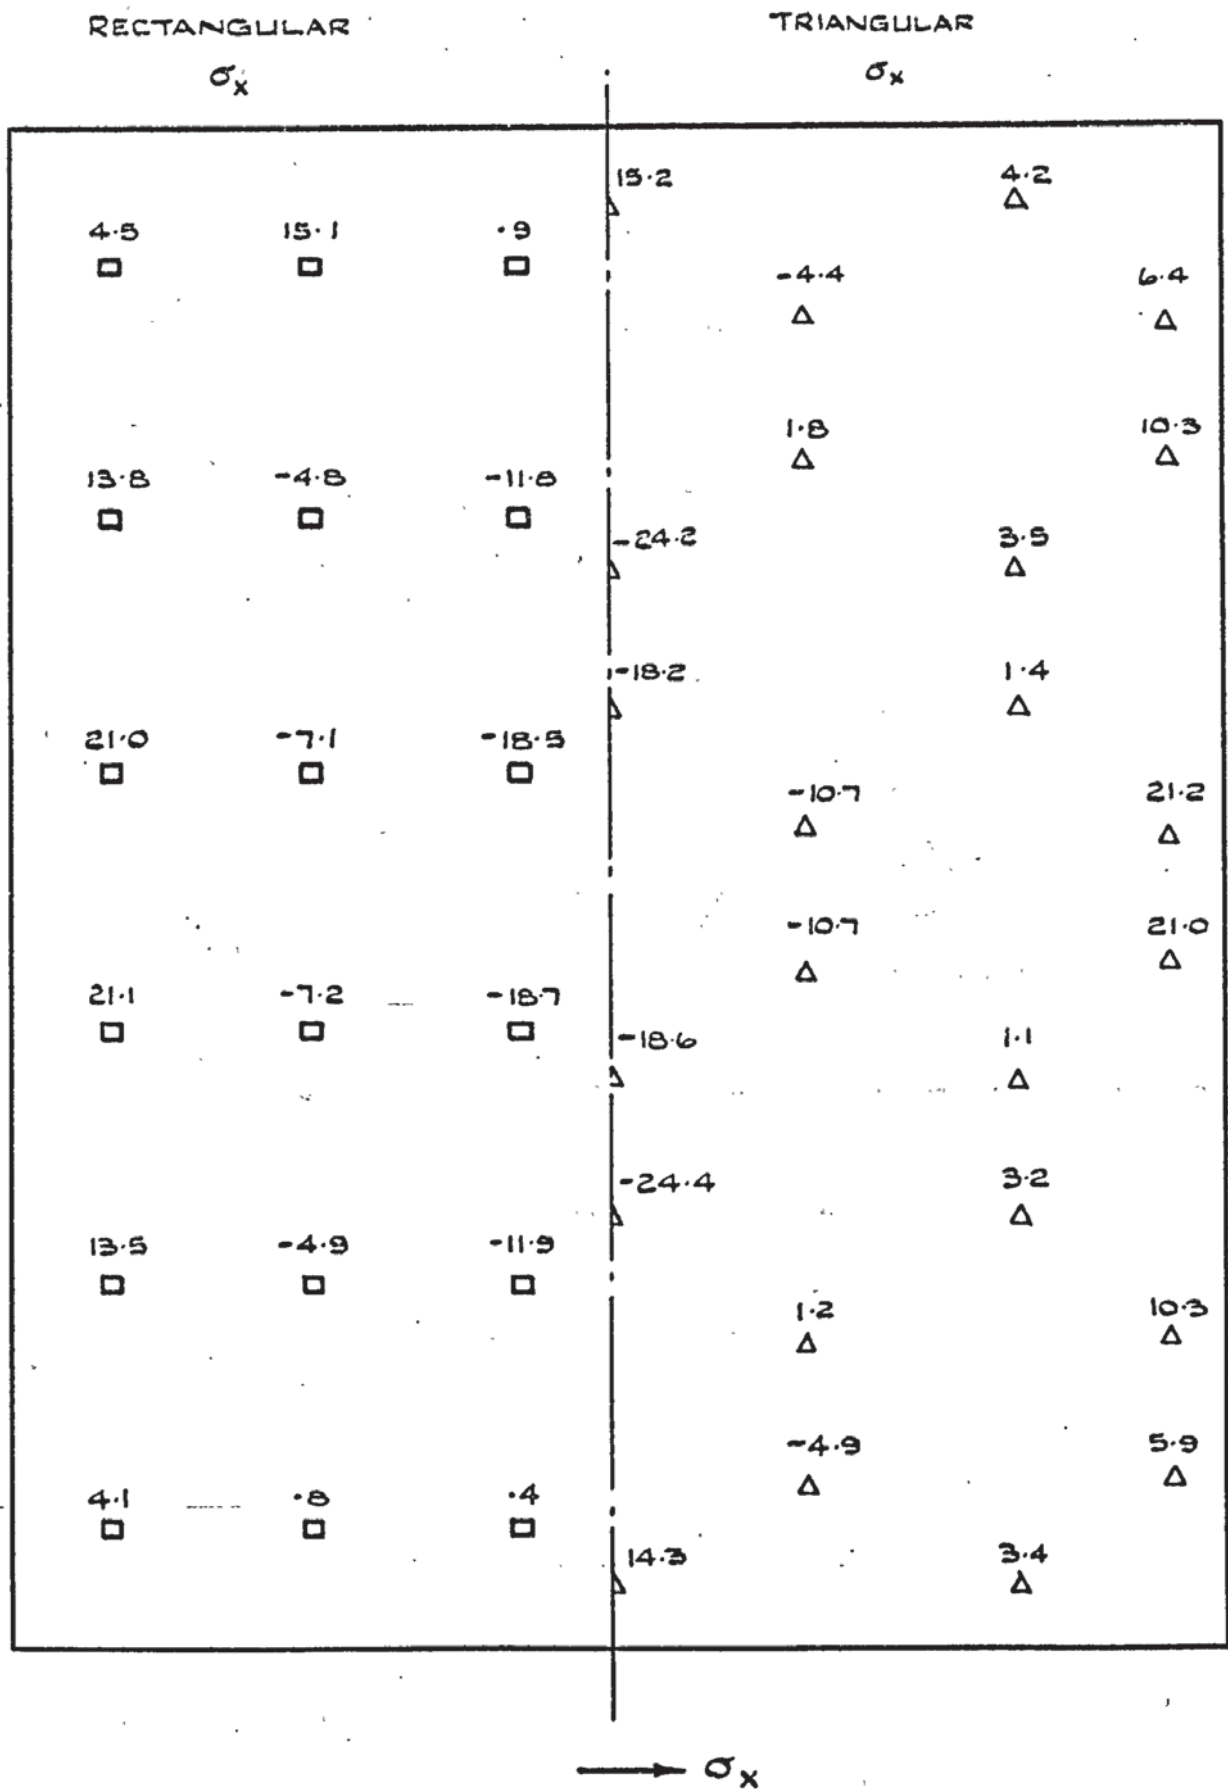 RECTANGULAR TRIANGULAR
σx σx
15.2 4.2
4.5 15.1 .9
-4.4 6.4
1.8 10.3
13.8 -4.8 -11.8
-24.2 3.5
-18.2 1.4
21.0 -7.1 -18.5
-10.7 21.2
-10.7 21.0
21.1 -7.2 -18.7
-18.6 1.1
-24.4 3.2
13.5 -4.9 -11.9
1.2 10.3
-4.9 5.9
4.1 .8 .4
14.3 3.4
σx